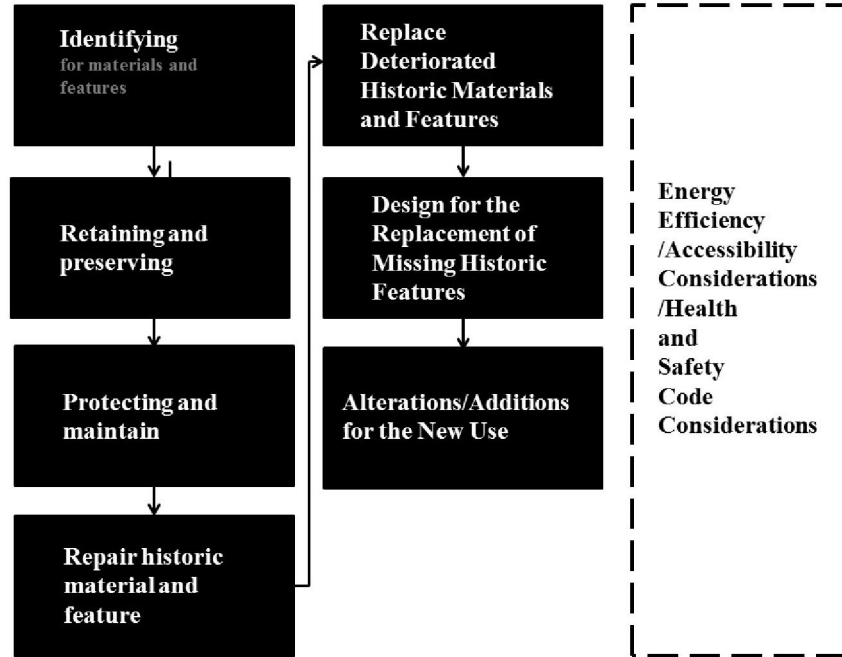 Identifying
for materials and
features
Retaining and
preserving
Protecting and
maintain
Repair historic
material and
feature
Replace
Deteriorated
Historic Materials
and Features
Design for the
Replacement of
Missing Historic
Features
Alterations/Additions
for the New Use
Energy
Efficiency
/Accessibility
Considerations
/Health
and
Safety
Code
Considerations